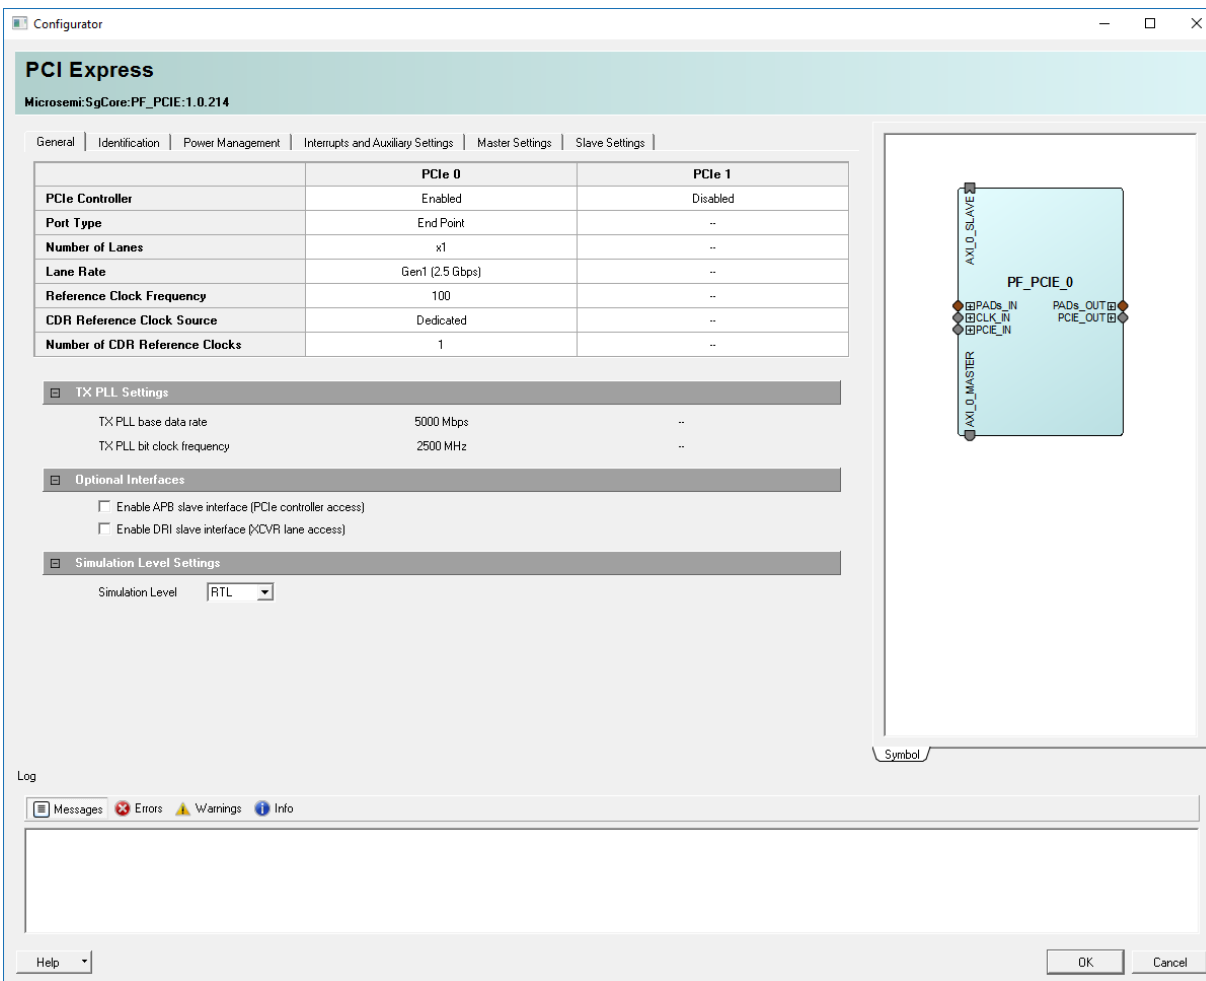 Configurator
PCI Express
Microsemi:SgCore:PF_PCIE:1.0.214
General Identification Power Management Interrupts and Auxiliary Settings Master Settings Slave Settings
PCIe 0 PCIe 1
PCIe Controller Enabled Disabled
Port Type End Point --
Number of Lanes x1 --
Lane Rate Gen1 (2.5 Gbps) --
Reference Clock Frequency 100 --
CDR Reference Clock Source Dedicated --
Number of CDR Reference Clocks 1 --
TX PLL Settings
TX PLL base data rate 5000 Mbps --
TX PLL bit clock frequency 2500 MHz --
Optional Interfaces
Enable APB slave interface (PCIe controller access)
Enable DRI slave interface (XCVR lane access)
Simulation Level Settings
Simulation Level RTL
AXI_0_SLAVE
PF_PCIE_0
PADs_IN PADs_OUT
CLK_IN PCIE_OUT
PCIE_IN
AXI_0_MASTER
Symbol
Log
Messages Errors Warnings Info
Help OK Cancel